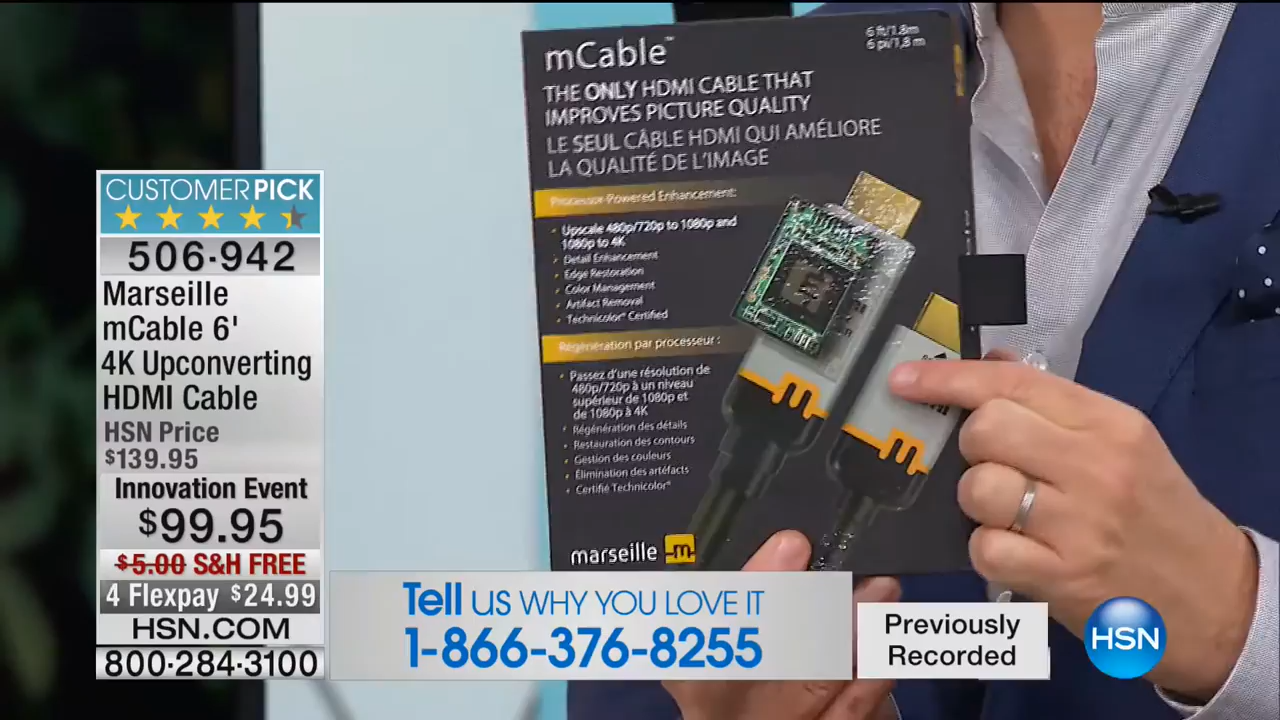 mCable™
6 ft/1.8m
6 pi/1,8 m
THE ONLY HDMI CABLE THAT
IMPROVES PICTURE QUALITY
LE SEUL CÂBLE HDMI QUI AMÉLIORE
LA QUALITÉ DE L'IMAGE
Processor-Powered Enhancement:
• Upscale 480p/720p to 1080p and
1080p to 4K
• Detail Enhancement
• Edge Restoration
• Color Management
• Artifact Removal
• Technicolor® Certified
Régénération par processeur :
• Passez d'une résolution de
480p/720p à un niveau
supérieur de 1080p et
de 1080p à 4K
• Régénération des détails
• Restauration des contours
• Gestion des couleurs
• Élimination des artéfacts
• Certifié Technicolor®
marseille m
CUSTOMER PICK
506-942
Marseille
mCable 6'
4K Upconverting
HDMI Cable
HSN Price
$139.95
Innovation Event
$99.95
$5.00 S&H FREE
4 Flexpay $24.99
HSN.COM
800-284-3100
Tell us WHY YOU LOVE IT
1-866-376-8255
Previously
Recorded
HSN